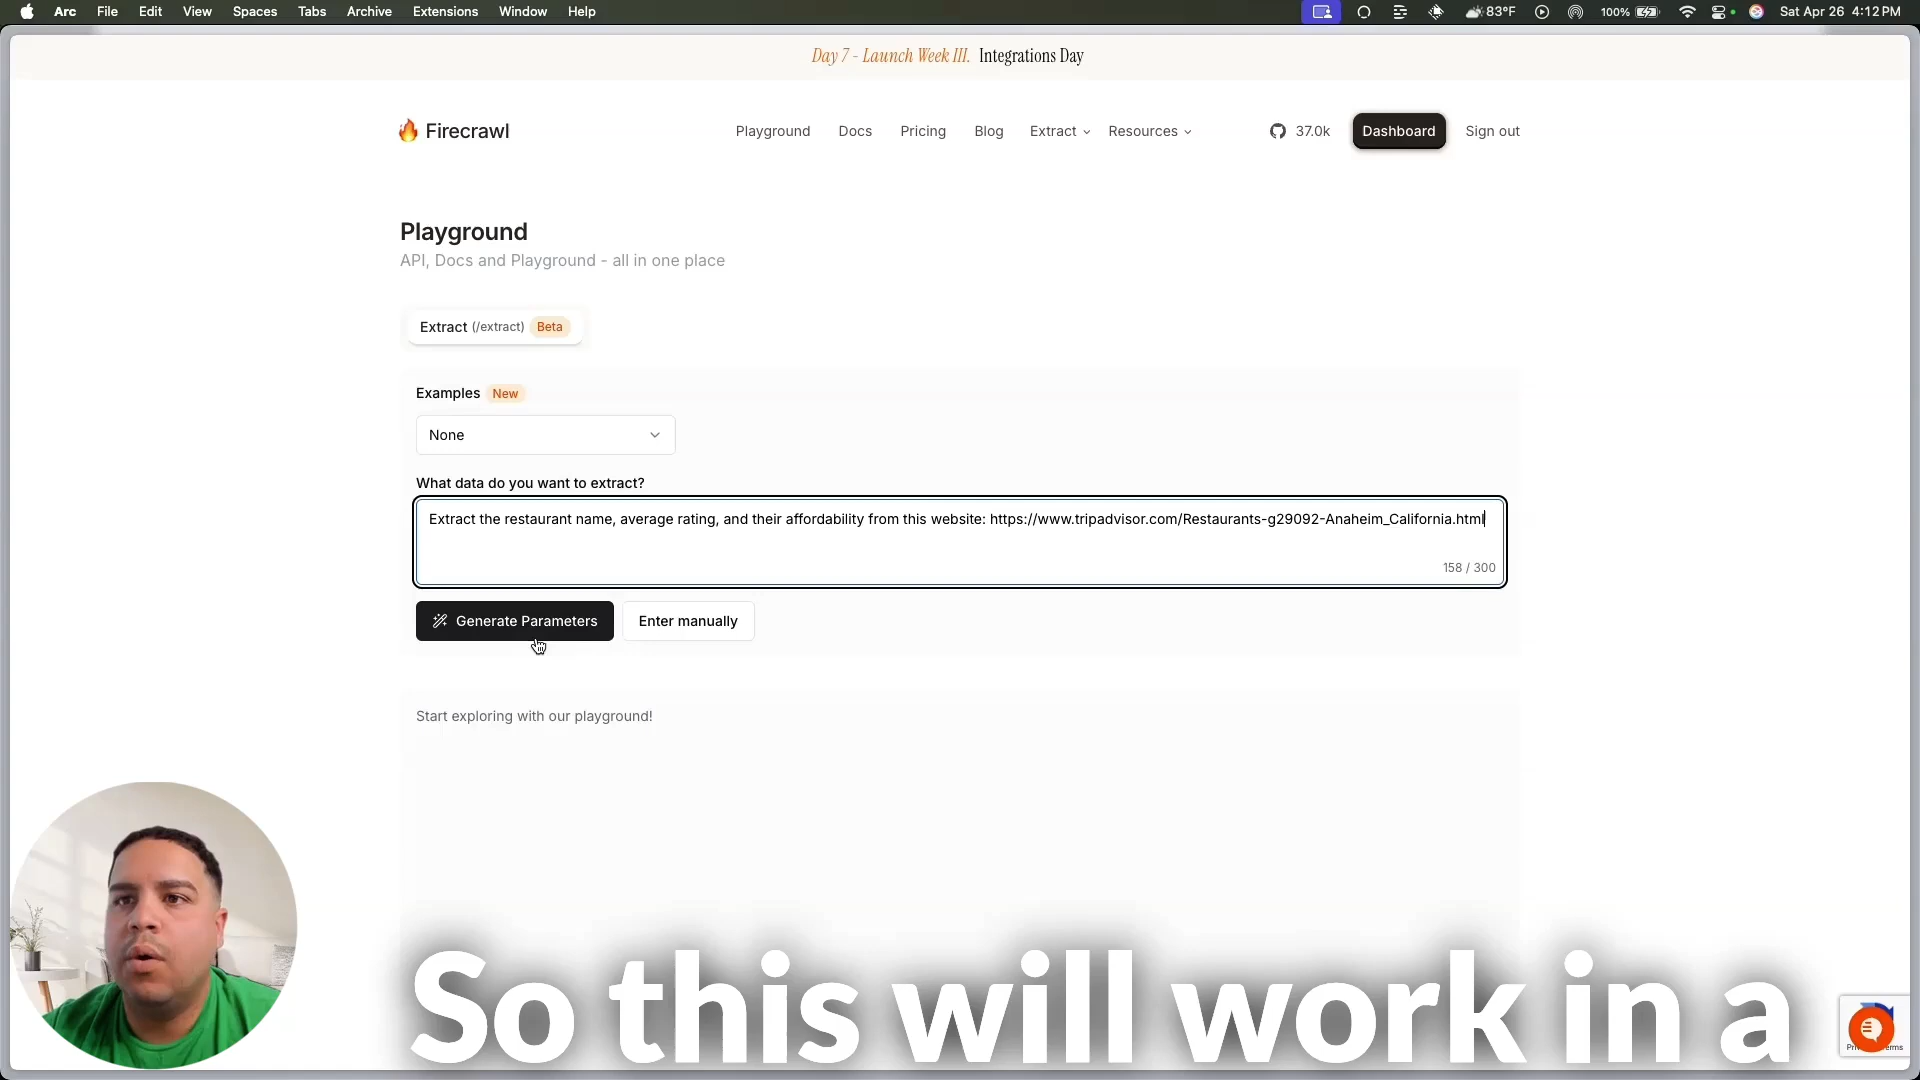 Arc File Edit View Spaces Tabs Archive Extensions Window Help 83°F 100% Sat Apr 26 4:12 PM
Day 7 - Launch Week III. Integrations Day
Firecrawl Playground Docs Pricing Blog Extract Resources 37.0k Dashboard Sign out
Playground
API, Docs and Playground - all in one place
Extract (/extract) Beta
Examples New
None
What data do you want to extract?
Extract the restaurant name, average rating, and their affordability from this website: https://www.tripadvisor.com/Restaurants-g29092-Anaheim_California.html
158 / 300
Generate Parameters Enter manually
Start exploring with our playground!
So this will work in a